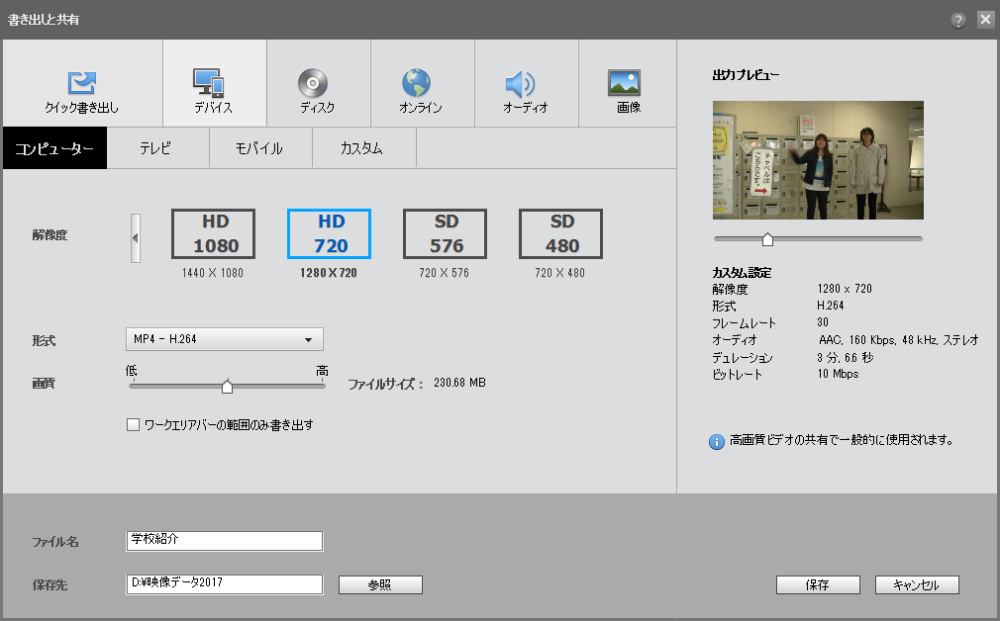 書き出しと共有
クイック書き出し
デバイス
ディスク
オンライン
オーディオ
画像
コンピューター
テレビ
モバイル
カスタム
解像度
HD 1080
1440 X 1080
HD 720
1280 X 720
SD 576
720 X 576
SD 480
720 X 480
形式
MP4 - H.264
画質
低
高
ファイルサイズ： 230.68 MB
ワークエリアバーの範囲のみ書き出す
出力プレビュー
チャペルは
こちらです。
カスタム設定
解像度 1280 x 720
形式 H.264
フレームレート 30
オーディオ AAC, 160 Kbps, 48 kHz, ステレオ
デュレーション 3 分, 6.6 秒
ビットレート 10 Mbps
高画質ビデオの共有で一般的に使用されます。
ファイル名 学校紹介
保存先 D:¥映像データ2017
参照
保存
キャンセル